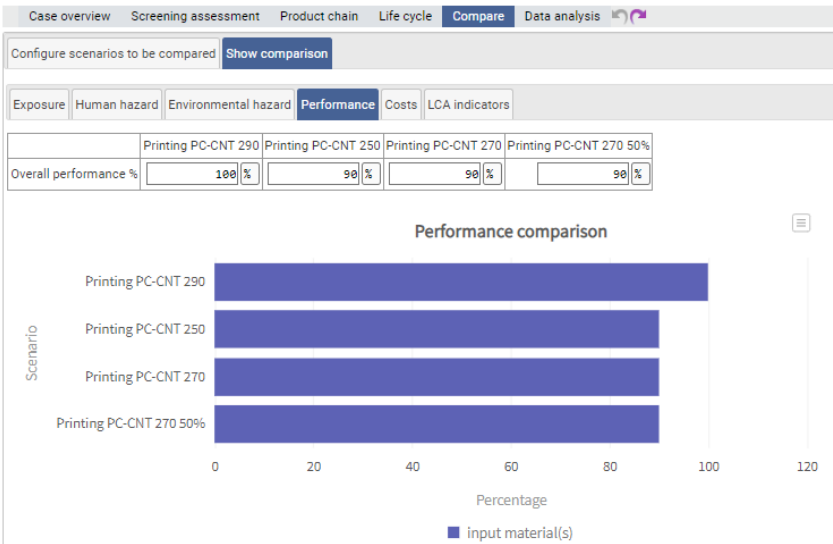 Case overview Screening assessment Product chain Life cycle Compare Data analysis
Configure scenarios to be compared Show comparison
Exposure Human hazard Environmental hazard Performance Costs LCA indicators
Printing PC-CNT 290 Printing PC-CNT 250 Printing PC-CNT 270 Printing PC-CNT 270 50%
Overall performance % 100 % 90 % 90 % 90 %
Performance comparison
Scenario
Printing PC-CNT 290
Printing PC-CNT 250
Printing PC-CNT 270
Printing PC-CNT 270 50%
0 20 40 60 80 100 120
Percentage
input material(s)